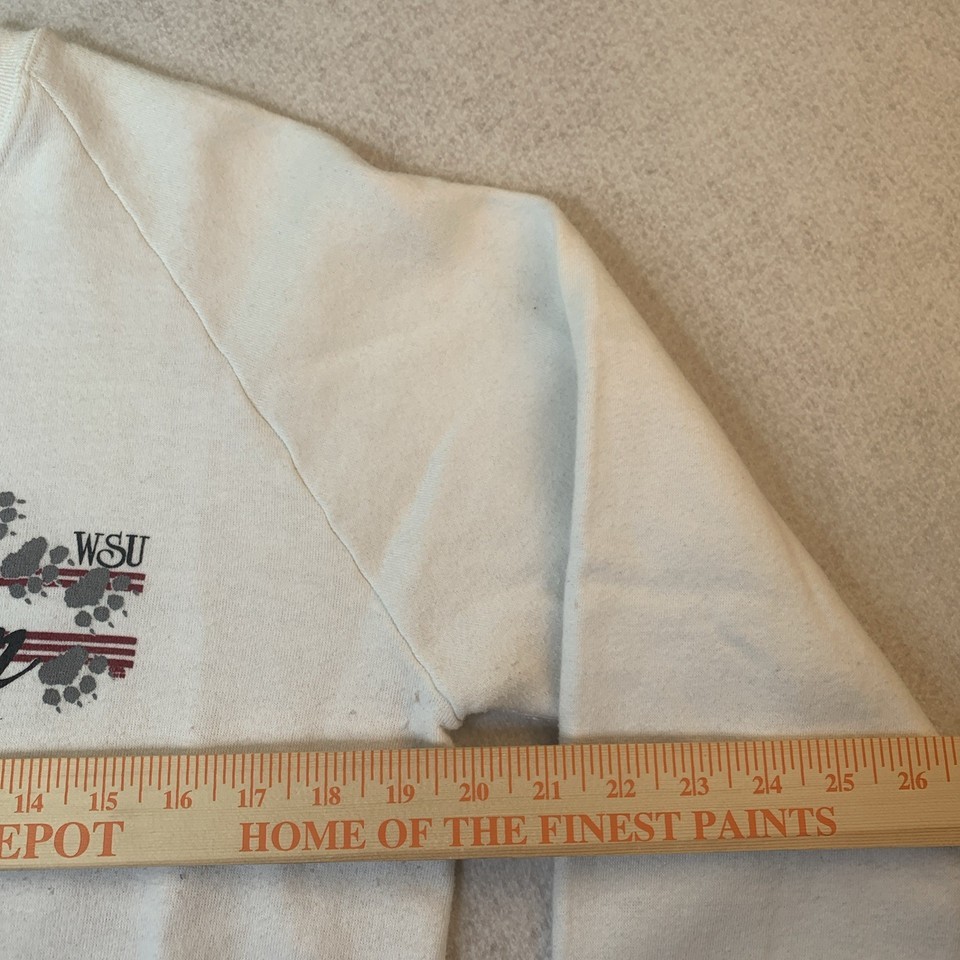 WSU
14 15 16 17 18 19 20 21 22 23 24 25 26
EPOT HOME OF THE FINEST PAINTS